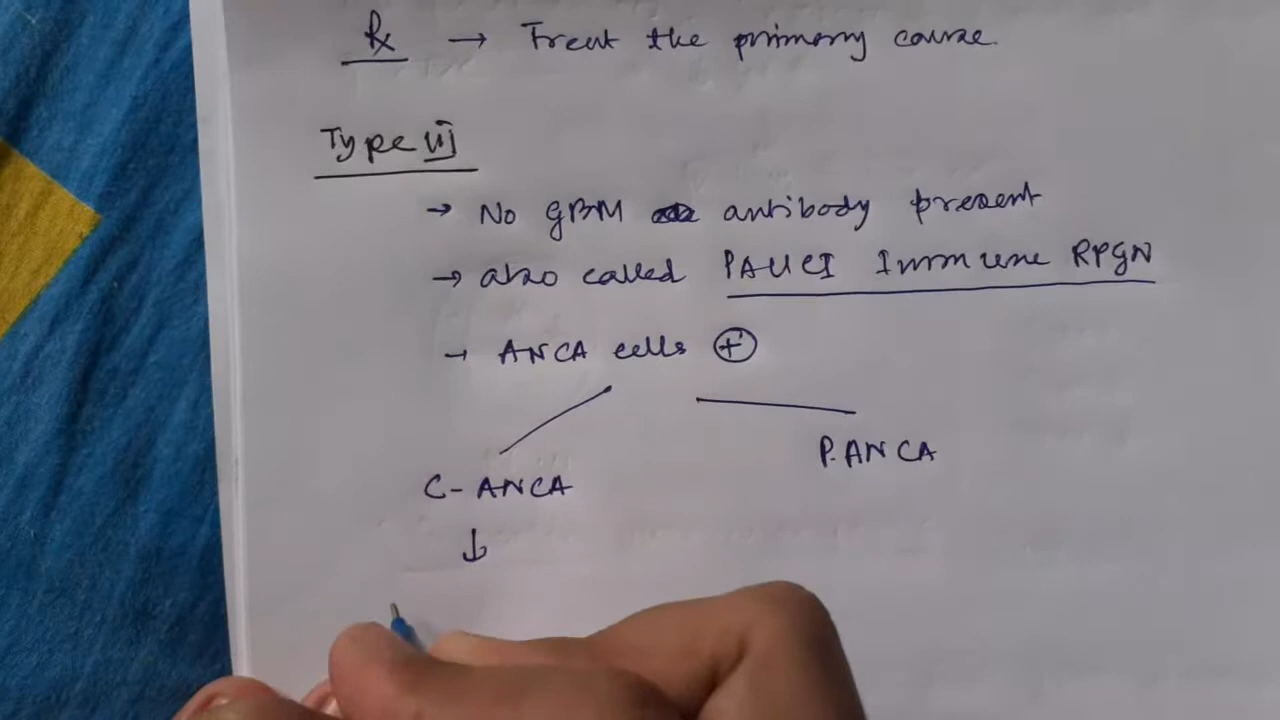 Rx → Treat the primary cause.
Type iij
→ No gBM antibody present
→ also called PAUCI Immune RPGN
→ ANCA cells +
C-ANCA
P.ANCA
↓